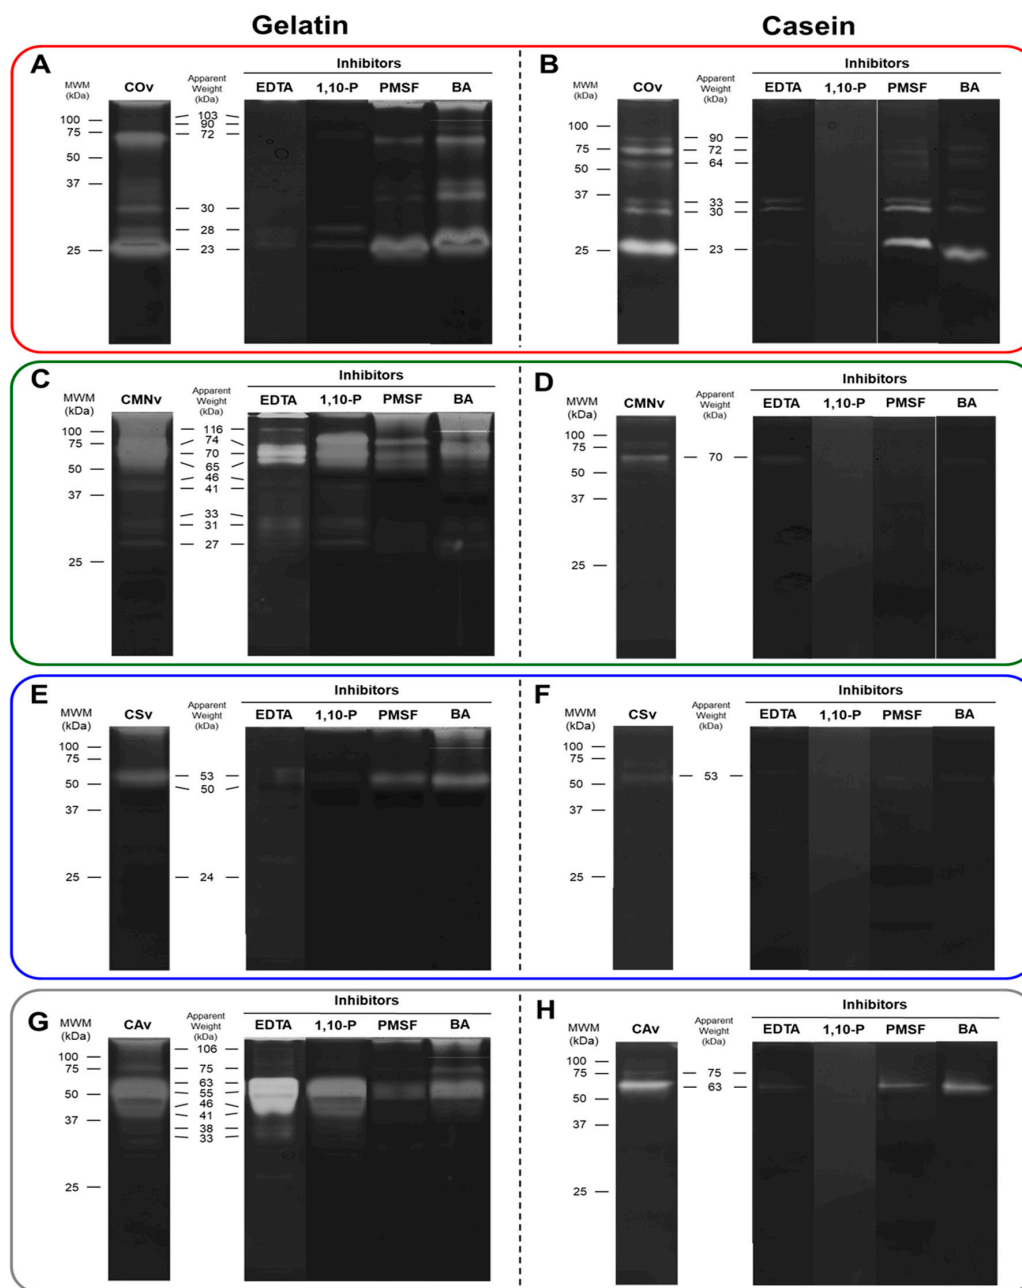 Gelatin
Casein
A
Inhibitors
MWM
(kDa)
COv
Apparent
Weight
(kDa)
EDTA
1,10-P
PMSF
BA
100
75
50
37
25
103
90
72
30
28
23
B
Inhibitors
MWM
(kDa)
COv
Apparent
Weight
(kDa)
EDTA
1,10-P
PMSF
BA
100
75
50
37
25
90
72
64
33
30
23
C
Inhibitors
MWM
(kDa)
CMNv
Apparent
Weight
(kDa)
EDTA
1,10-P
PMSF
BA
100
75
50
37
25
116
74
70
65
46
41
33
31
27
D
Inhibitors
MWM
(kDa)
CMNv
Apparent
Weight
(kDa)
EDTA
1,10-P
PMSF
BA
100
75
50
37
25
70
E
Inhibitors
MWM
(kDa)
CSv
Apparent
Weight
(kDa)
EDTA
1,10-P
PMSF
BA
100
75
50
37
25
53
50
24
F
Inhibitors
MWM
(kDa)
CSv
Apparent
Weight
(kDa)
EDTA
1,10-P
PMSF
BA
100
75
50
37
25
53
G
Inhibitors
MWM
(kDa)
CAv
Apparent
Weight
(kDa)
EDTA
1,10-P
PMSF
BA
100
75
50
37
25
106
75
63
55
46
41
38
33
H
Inhibitors
MWM
(kDa)
CAv
Apparent
Weight
(kDa)
EDTA
1,10-P
PMSF
BA
100
75
50
37
25
75
63